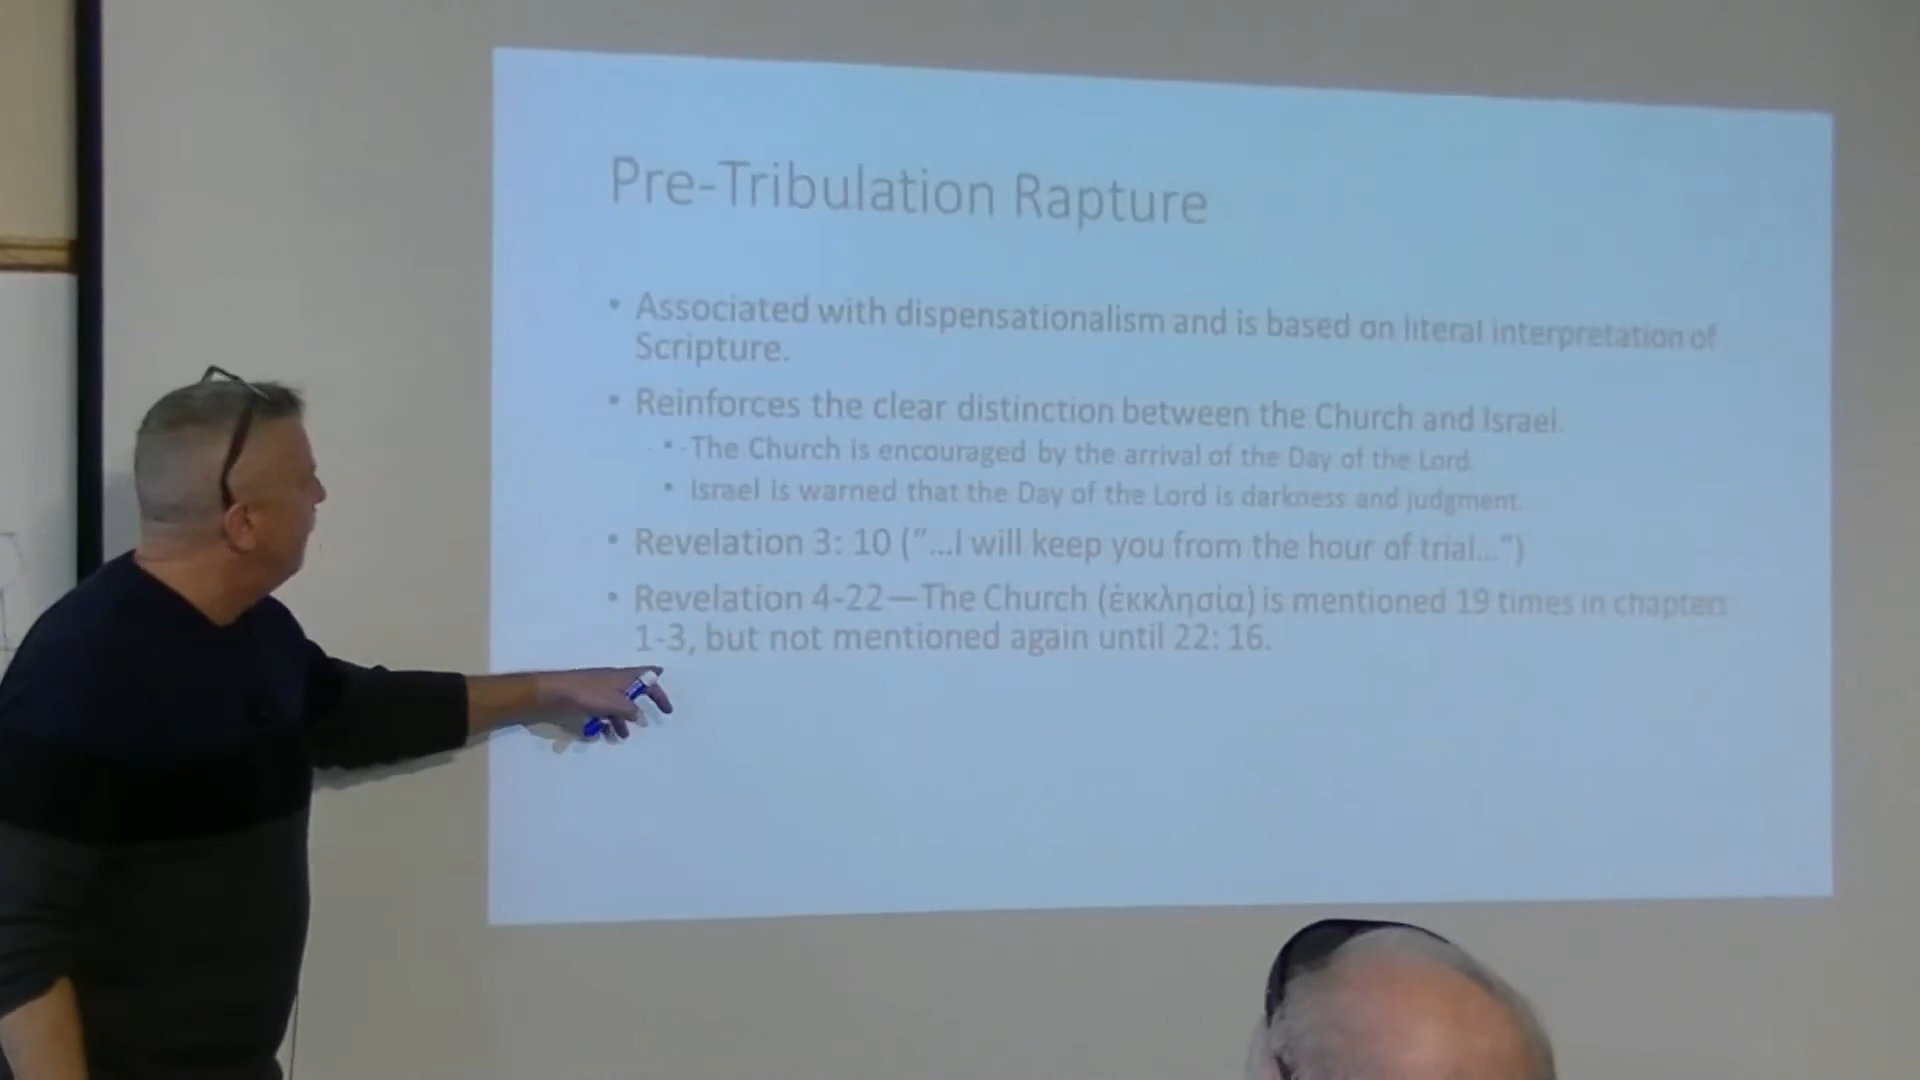 Pre-Tribulation Rapture
• Associated with dispensationalism and is based on literal interpretation of
Scripture.
• Reinforces the clear distinction between the Church and Israel.
• The Church is encouraged by the arrival of the Day of the Lord.
• Israel is warned that the Day of the Lord is darkness and judgment.
• Revelation 3: 10 (“...I will keep you from the hour of trial...”)
• Revelation 4-22—The Church (ἐκκλησία) is mentioned 19 times in chapters
1-3, but not mentioned again until 22: 16.